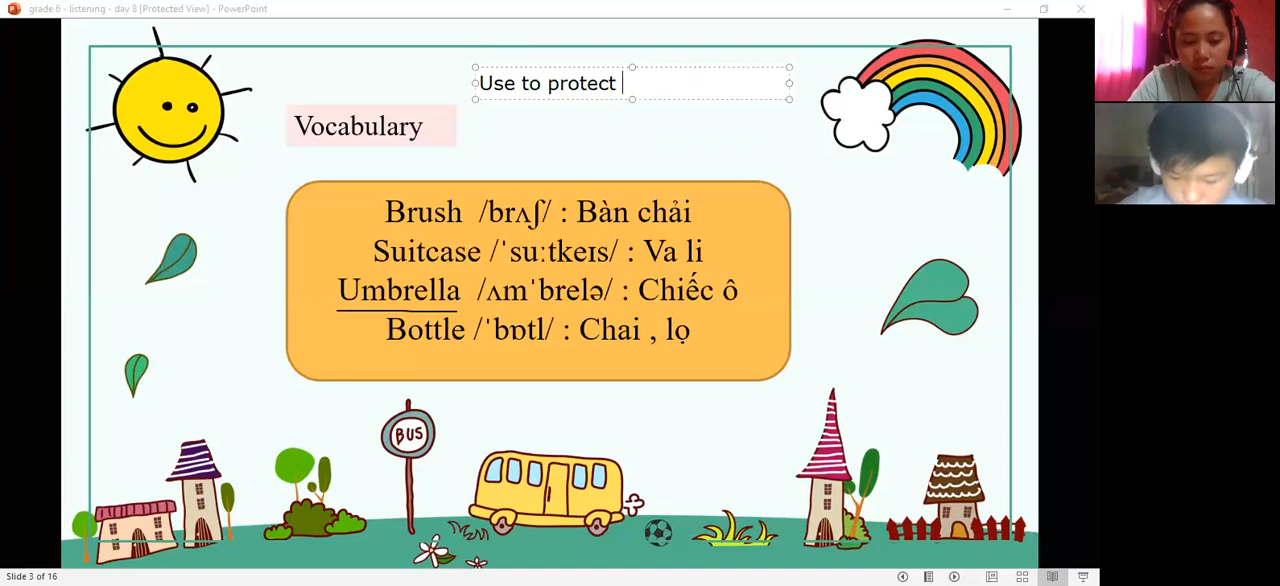 grade 6 - listening - day 8 [Protected View] - PowerPoint
Use to protect
Vocabulary
Brush /brʌʃ/ : Bàn chải
Suitcase /ˈsuːtkeɪs/ : Va li
Umbrella /ʌmˈbrelə/ : Chiếc ô
Bottle /ˈbɒtl/ : Chai , lọ
BUS
Slide 3 of 16